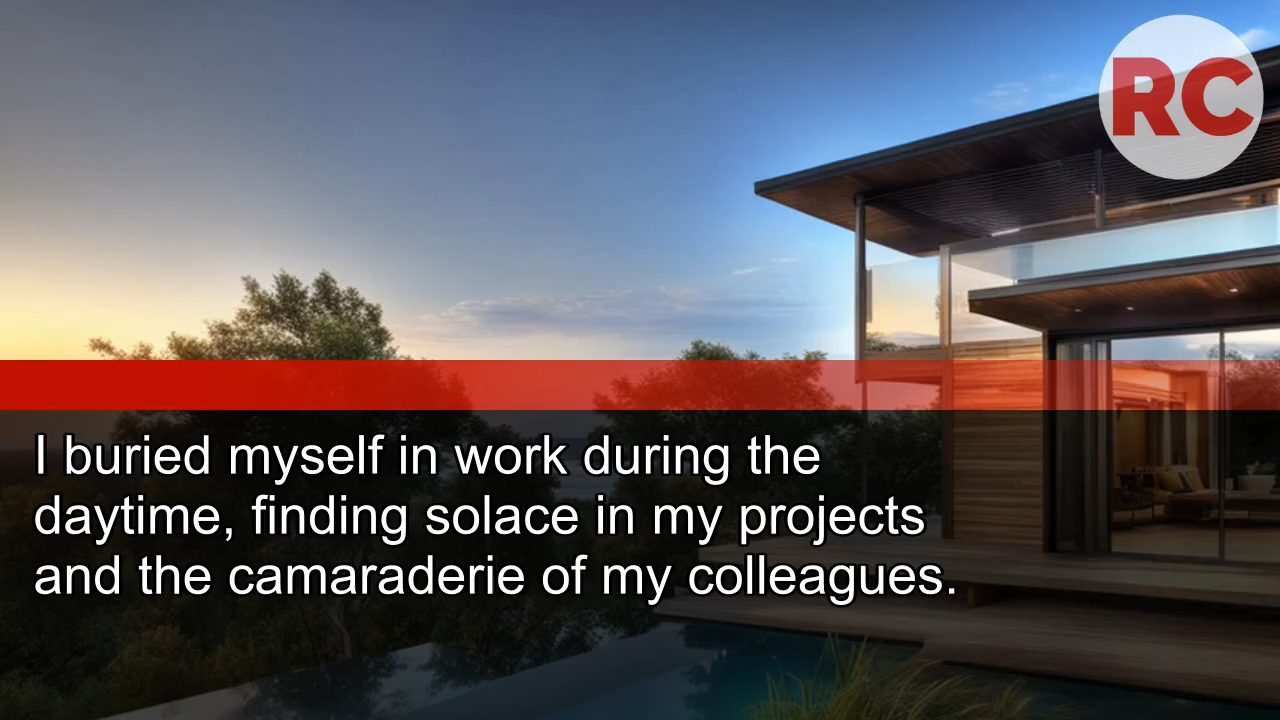 RC
I buried myself in work during the
daytime, finding solace in my projects
and the camaraderie of my colleagues.